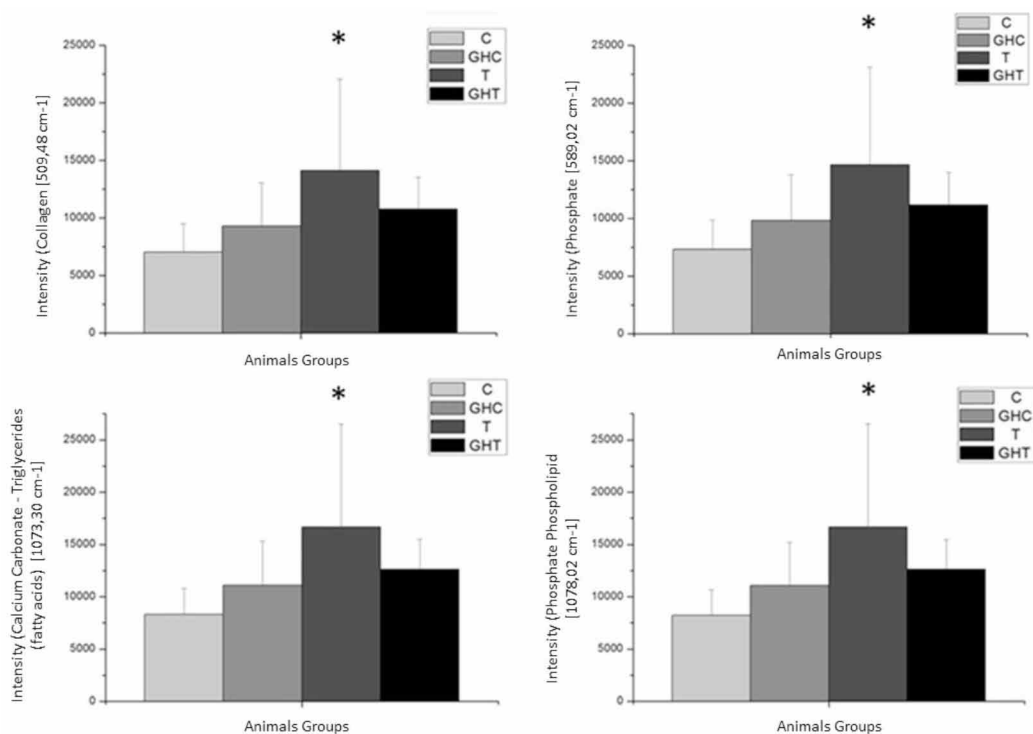 *
C
GHC
T
GHT
25000
20000
15000
10000
5000
0
Intensity (Collagen [509,48 cm-1]
Animals Groups
*
C
GHC
T
GHT
25000
20000
15000
10000
5000
0
Intensity (Phosphate [589,02 cm-1]
Animals Groups
*
C
GHC
T
GHT
25000
20000
15000
10000
5000
0
Intensity (Calcium Carbonate - Triglycerides
(fatty acids) [1073,30 cm-1]
Animals Groups
*
C
GHC
T
GHT
25000
20000
15000
10000
5000
0
Intensity (Phosphate Phospholipid
[1078,02 cm-1]
Animals Groups